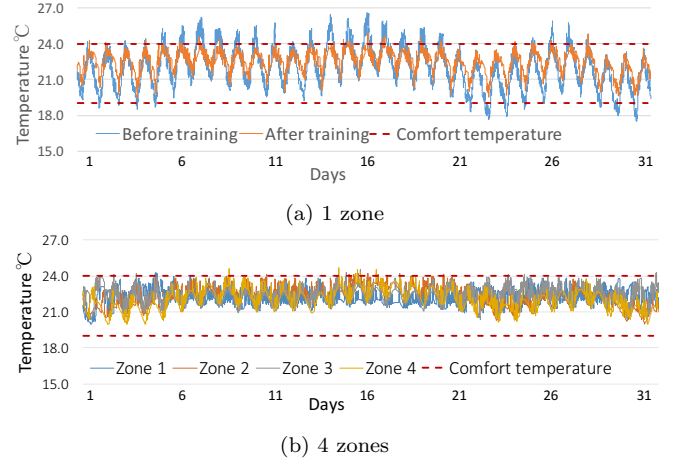 27.0
24.0
21.0
18.0
15.0
Temperature ℃
Before training After training Comfort temperature
1 6 11 16 21 26 31
Days
(a) 1 zone
27.0
24.0
21.0
18.0
15.0
Temperature ℃
Zone 1 Zone 2 Zone 3 Zone 4 Comfort temperature
1 6 11 16 21 26 31
Days
(b) 4 zones